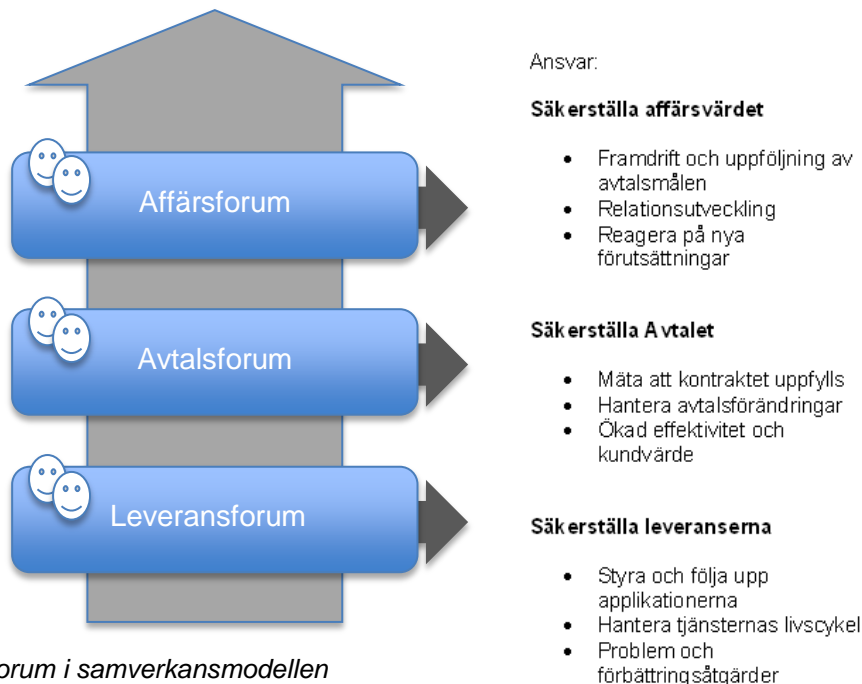 Ansvar:
Säkerställa affärsvärdet
Affärsforum
• Framdrift och uppföljning av
avtalsmålen
• Relationsutveckling
• Reagera på nya
förutsättningar
Säkerställa Avtalet
Avtalsforum
• Mäta att kontraktet uppfylls
• Hantera avtalsförändringar
• Ökad effektivitet och
kundvärde
Säkerställa leveranserna
Leveransforum
• Styra och följa upp
applikationerna
• Hantera tjänsternas livscykel
• Problem och
förbättringsåtgärder
orum i samverkansmodellen